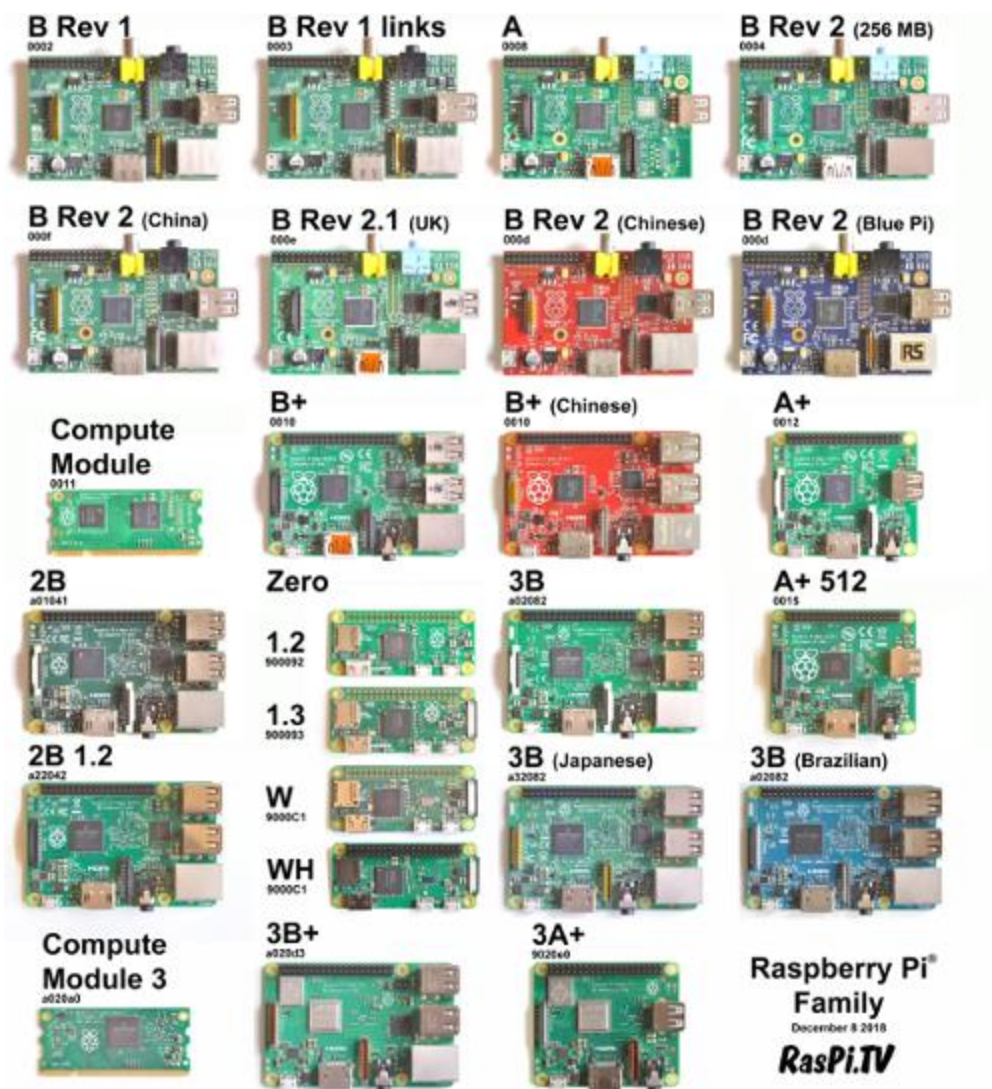 B Rev 1
0002
B Rev 1 links
0003
A
0008
B Rev 2 (256 MB)
0004
B Rev 2 (China)
000f
B Rev 2.1 (UK)
000e
B Rev 2 (Chinese)
000d
B Rev 2 (Blue Pi)
000d
RS
Compute
Module
0011
B+
0010
B+ (Chinese)
0010
A+
0012
2B
a01041
Zero
1.2
900092
1.3
900093
W
9000C1
WH
9000C1
3B
a02082
A+ 512
0015
2B 1.2
a22042
3B (Japanese)
a32082
3B (Brazilian)
a02082
Compute
Module 3
a020a0
3B+
a020d3
3A+
9020e0
Raspberry Pi®
Family
December 8 2018
RasPi.TV